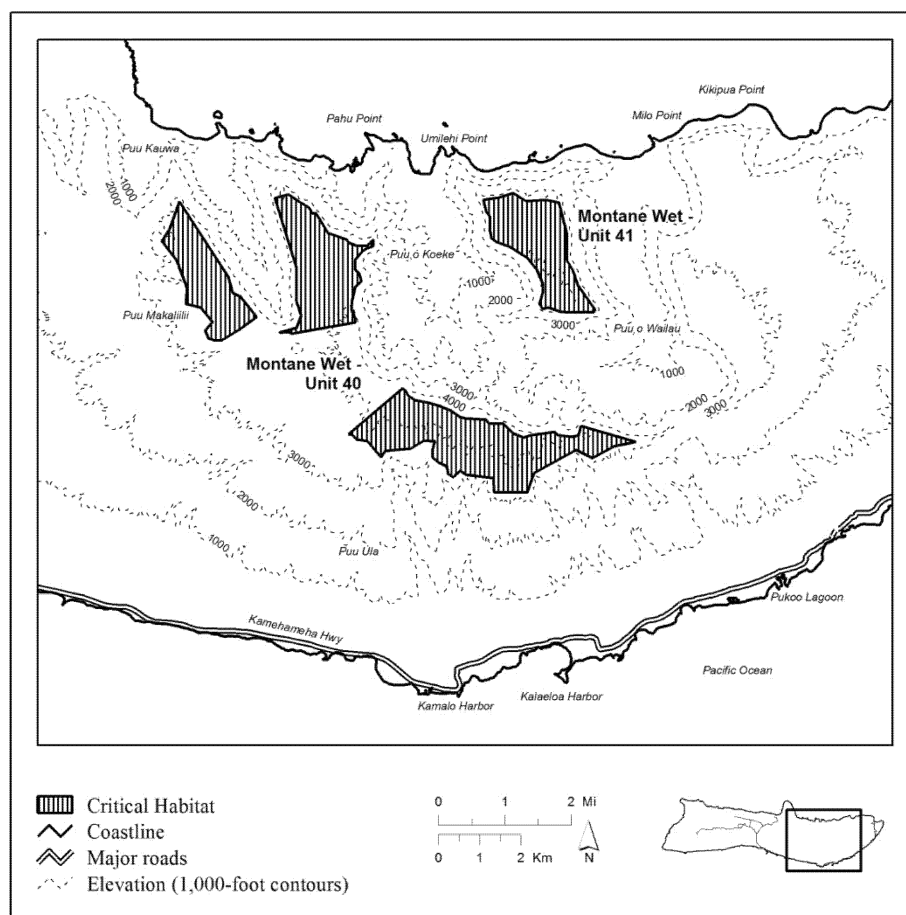 Kikipua Point
Pahu Point
Milo Point
Umilehi Point
Puu Kauwa
1000
2000
Montane Wet -
Unit 41
Puu o Koeke
1000
2000
Puu Makaliilii
3000
Puu o Wailau
Montane Wet -
Unit 40
1000
3000
4000
2000
3000
3000
2000
1000
Puu Ula
Pukoo Lagoon
Kamehameha Hwy
Pacific Ocean
Kamalo Harbor
Kalaeloa Harbor
Critical Habitat
Coastline
Major roads
Elevation (1,000-foot contours)
0 1 2 Mi
0 1 2 Km
N